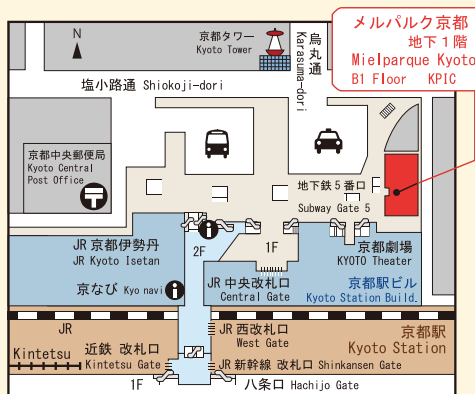 N
京都タワー
Kyoto Tower
烏丸通
Karasuma-dori
メルパルク京都
地下1階
Mielparque Kyoto
B1 Floor KPIC
塩小路通 Shiokoji-dori
京都中央郵便局
Kyoto Central
Post Office
地下鉄5番口
Subway Gate 5
JR 京都伊勢丹
JR Kyoto Isetan
2F
1F
京都劇場
KYOTO Theater
京なび Kyo navi
JR 中央改札口
Central Gate
京都駅ビル
Kyoto Station Build.
JR
JR 西改札口
West Gate
京都駅
Kyoto Station
Kintetsu
近鉄 改札口
Kintetsu Gate
JR 新幹線 改札口 Shinkansen Gate
1F
八条口 Hachijo Gate